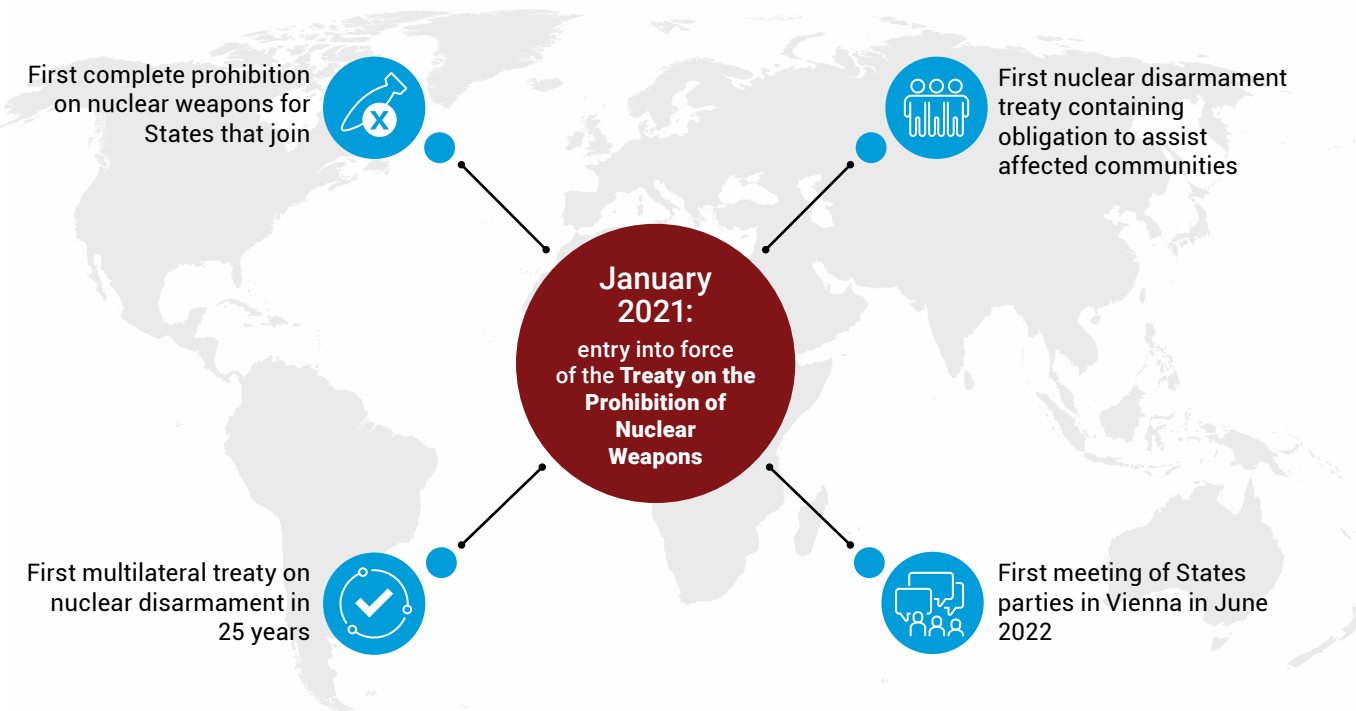 First complete prohibition
on nuclear weapons for
States that join
X
First nuclear disarmament
treaty containing
obligation to assist
affected communities
January
2021:
entry into force
of the Treaty on the
Prohibition of
Nuclear
Weapons
First multilateral treaty on
nuclear disarmament in
25 years
First meeting of States
parties in Vienna in June
2022